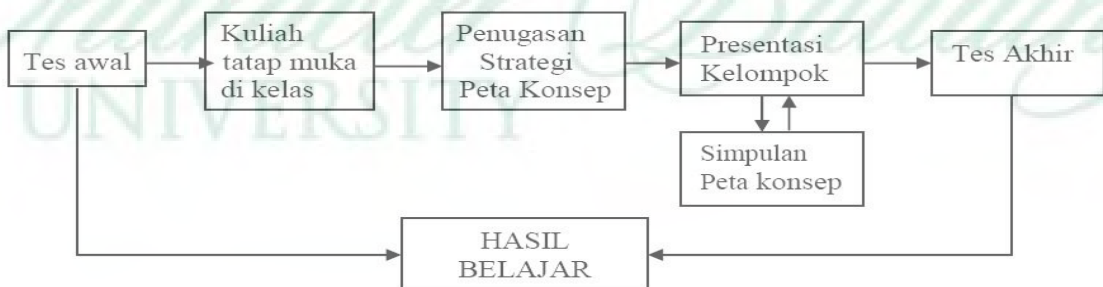 Tes awal
Kuliah
tatap muka
di kelas
Penugasan
Strategi
Peta Konsep
Presentasi
Kelompok
Tes Akhir
Simpulan
Peta konsep
HASIL
BELAJAR
UNIVERSITY